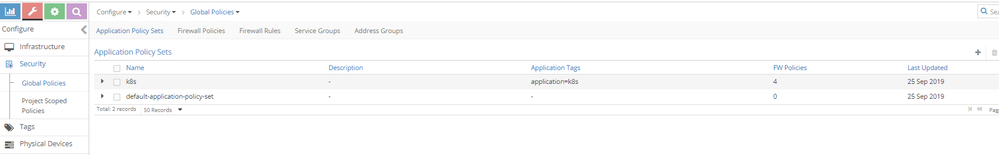 Configure Security Global Policies Sea
Configure
Application Policy Sets Firewall Policies Firewall Rules Service Groups Address Groups
Infrastructure
Security
Global Policies
Project Scoped
Policies
Tags
Physical Devices
Application Policy Sets
Name Description Application Tags FW Policies Last Updated
k8s - application=k8s 4 25 Sep 2019
default-application-policy-set - - 0 25 Sep 2019
Total: 2 records 50 Records Pag